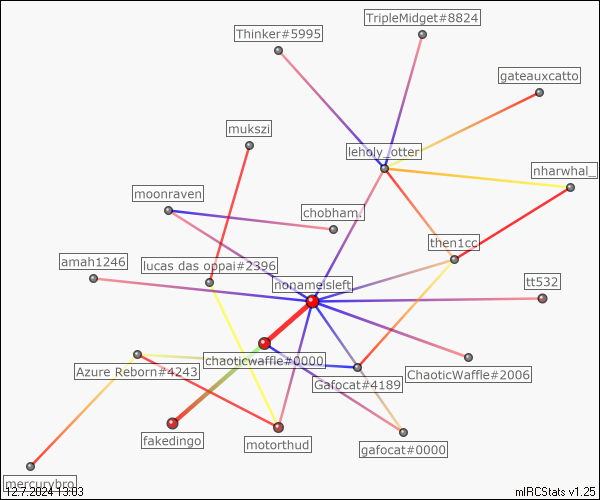 TripleMidget#8824
Thinker#5995
gateauxcatto
mukszi
leholy_otter
nharwhal_
moonraven
chobham.
then1cc
amah1246
lucas das oppai#2396
nonameisleft
tt532
chaoticwaffle#0000
Azure Reborn#4243
Gafocat#4189
ChaoticWaffle#2006
fakedingo
motorthud
gafocat#0000
mercurybro
12.7.2024 13:03
mIRCStats v1.25